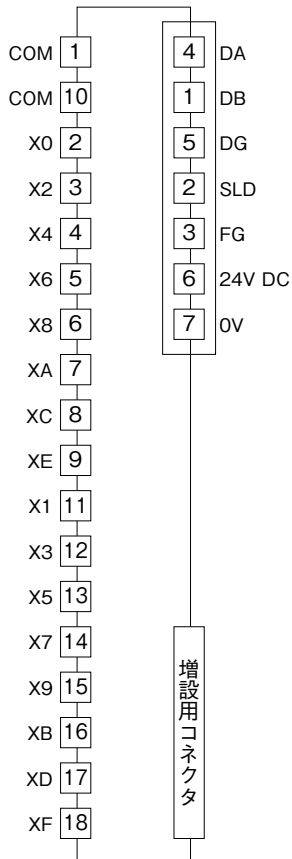 COM 1
COM 10
X0 2
X2 3
X4 4
X6 5
X8 6
XA 7
XC 8
XE 9
X1 11
X3 12
X5 13
X7 14
X9 15
XB 16
XD 17
XF 18
4 DA
1 DB
5 DG
2 SLD
3 FG
6 24V DC
7 0V
増設用コネクタ